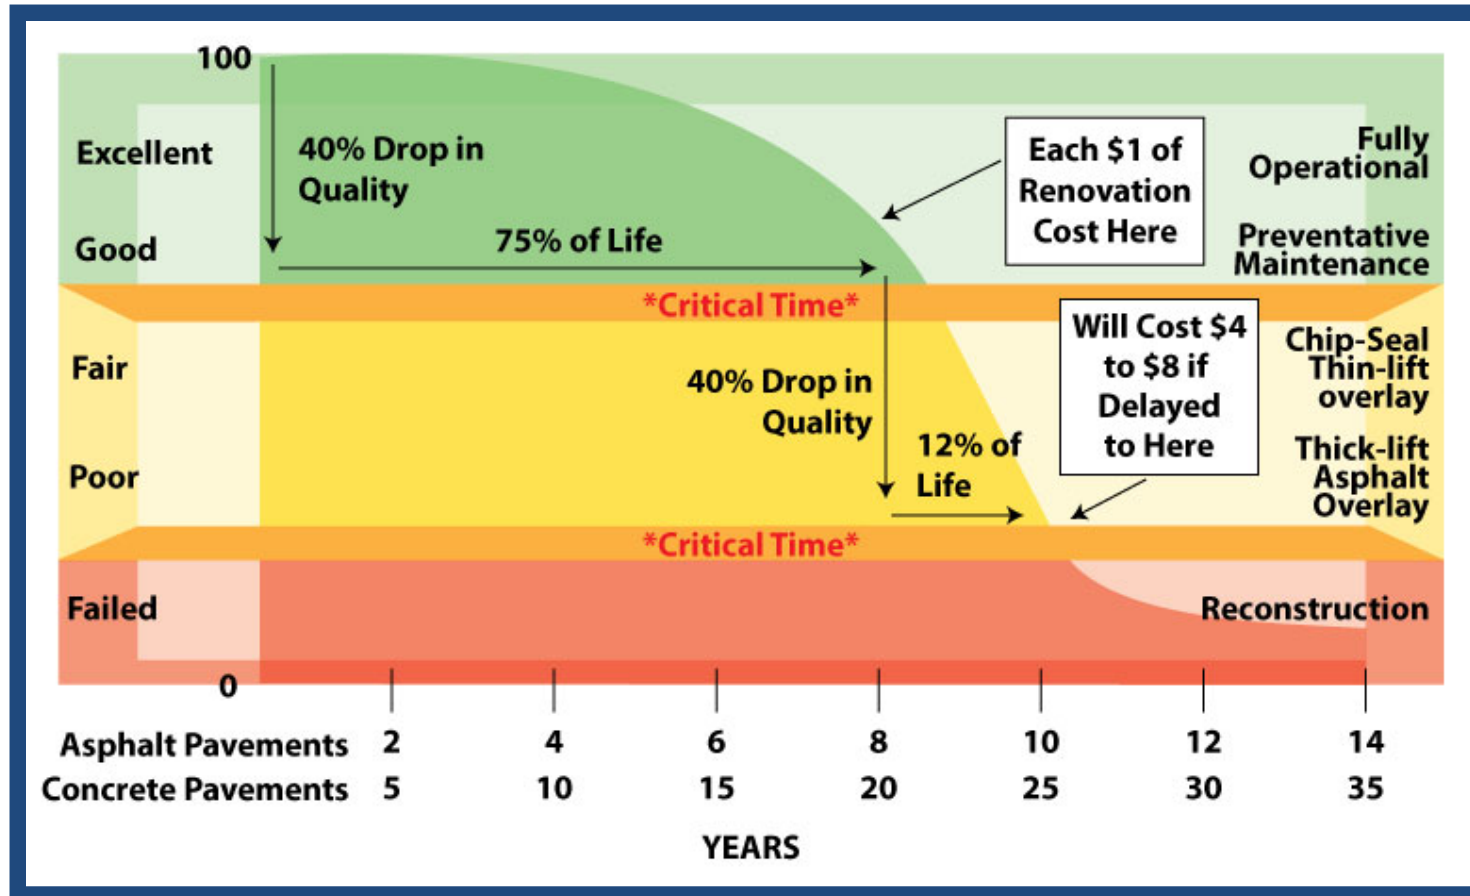 100
Excellent
Good
Fair
Poor
Failed
0
40% Drop in
Quality
75% of Life
*Critical Time*
40% Drop in
Quality
12% of
Life
*Critical Time*
Each $1 of
Renovation
Cost Here
Will Cost $4
to $8 if
Delayed
to Here
Fully
Operational
Preventative
Maintenance
Chip-Seal
Thin-lift
overlay
Thick-lift
Asphalt
Overlay
Reconstruction
Asphalt Pavements 2 4 6 8 10 12 14
Concrete Pavements 5 10 15 20 25 30 35
YEARS